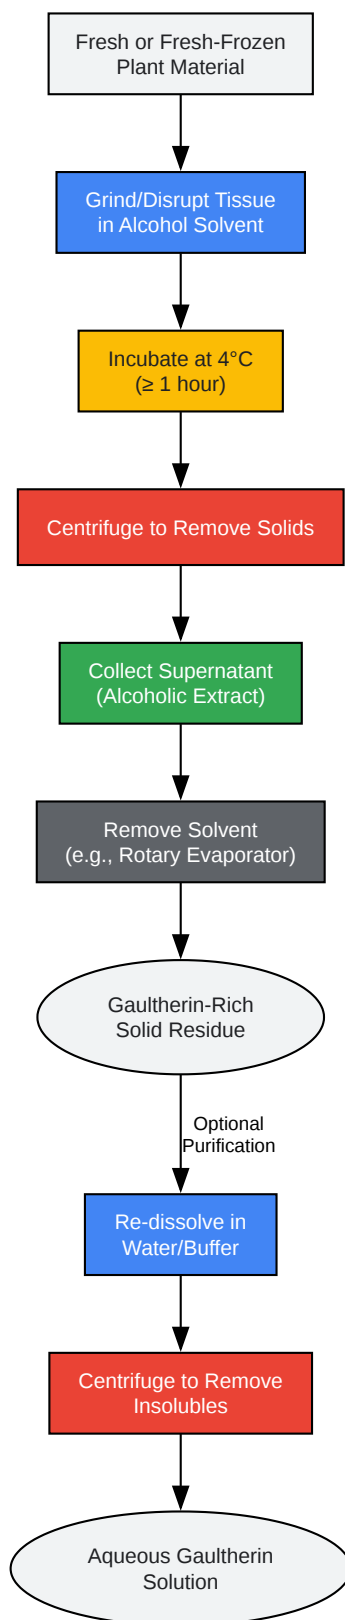 Fresh or Fresh-Frozen
Plant Material
Grind/Disrupt Tissue
in Alcohol Solvent
Incubate at 4°C
(≥ 1 hour)
Centrifuge to Remove Solids
Collect Supernatant
(Alcoholic Extract)
Remove Solvent
(e.g., Rotary Evaporator)
Gaultherin-Rich
Solid Residue
Optional
Purification
Re-dissolve in
Water/Buffer
Centrifuge to Remove
Insolubles
Aqueous Gaultherin
Solution